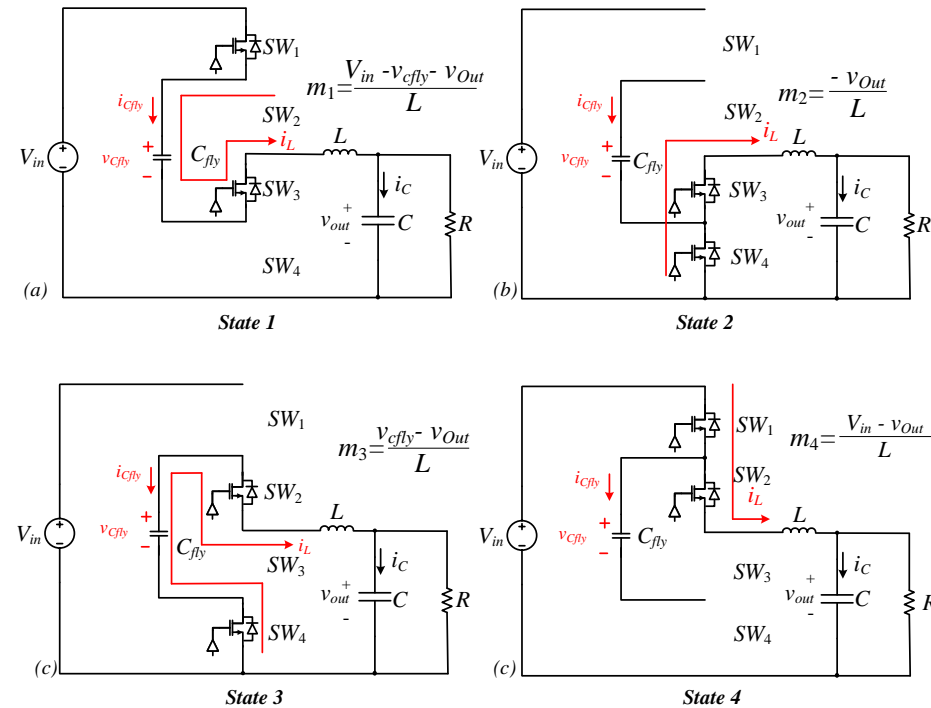 SW1
m1 = Vin - vcfly - vOut / L
iCfly
SW2
iL
L
Vin
vCfly
+
-
Cfly
SW3
iC
vout
+
-
C
R
SW4
(a)
State 1
SW1
m2 = - vOut / L
iCfly
SW2
iL
L
Vin
vCfly
+
-
Cfly
SW3
iC
vout
+
-
C
R
SW4
(b)
State 2
SW1
m3 = vcfly - vOut / L
iCfly
SW2
L
Vin
vCfly
+
-
Cfly
iL
SW3
iC
vout
+
-
C
R
SW4
(c)
State 3
SW1
m4 = Vin - vOut / L
iCfly
SW2
iL
L
Vin
vCfly
+
-
Cfly
SW3
iC
vout
+
-
C
R
SW4
(c)
State 4